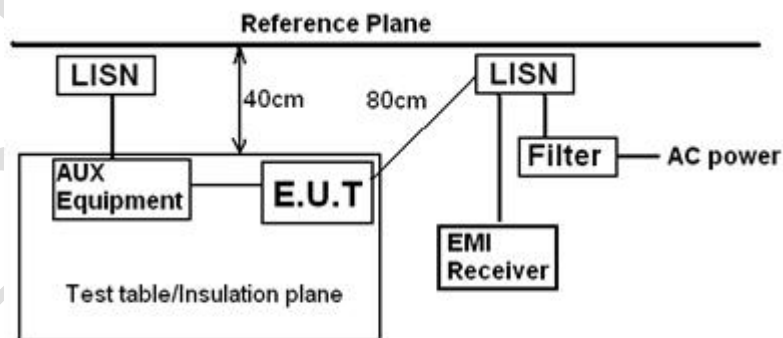 Reference Plane
LISN
40cm
80cm
LISN
Filter
AC power
AUX
Equipment
E.U.T
EMI
Receiver
Test table/Insulation plane